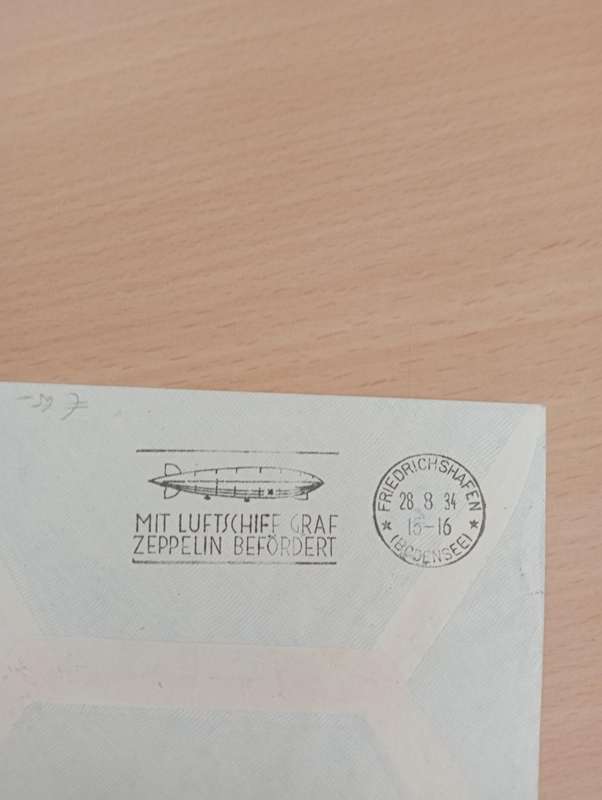 MIT LUFTSCHIFF GRAF
ZEPPELIN BEFÖRDERT
FRIEDRICHSHAFEN
28 8 34
15-16
(BODENSEE)